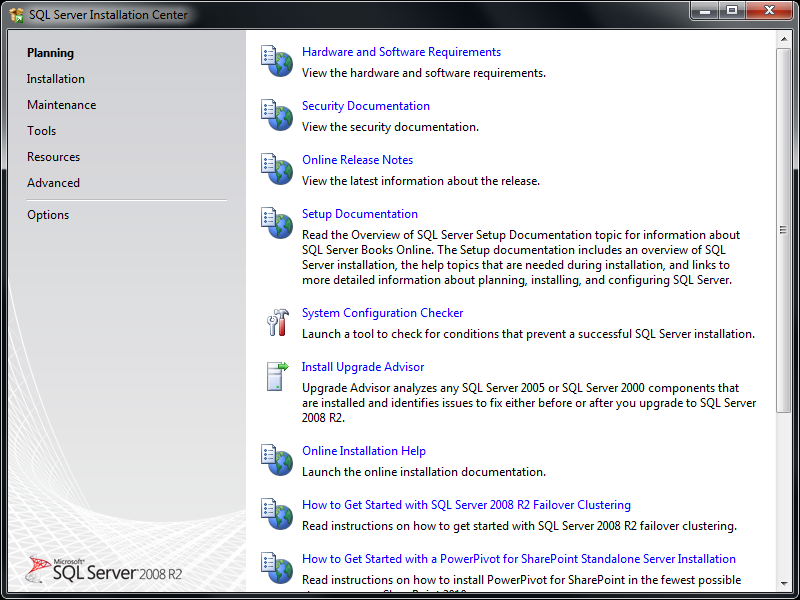 SQL Server Installation Center
Planning
Installation
Maintenance
Tools
Resources
Advanced
Options
Hardware and Software Requirements
View the hardware and software requirements.
Security Documentation
View the security documentation.
Online Release Notes
View the latest information about the release.
Setup Documentation
Read the Overview of SQL Server Setup Documentation topic for information about
SQL Server Books Online. The Setup documentation includes an overview of SQL
Server installation, the help topics that are needed during installation, and links to
more detailed information about planning, installing, and configuring SQL Server.
System Configuration Checker
Launch a tool to check for conditions that prevent a successful SQL Server installation.
Install Upgrade Advisor
Upgrade Advisor analyzes any SQL Server 2005 or SQL Server 2000 components that
are installed and identifies issues to fix either before or after you upgrade to SQL Server
2008 R2.
Online Installation Help
Launch the online installation documentation.
How to Get Started with SQL Server 2008 R2 Failover Clustering
Read instructions on how to get started with SQL Server 2008 R2 failover clustering.
How to Get Started with a PowerPivot for SharePoint Standalone Server Installation
Read instructions on how to install PowerPivot for SharePoint in the fewest possible
Microsoft®
SQL Server 2008 R2